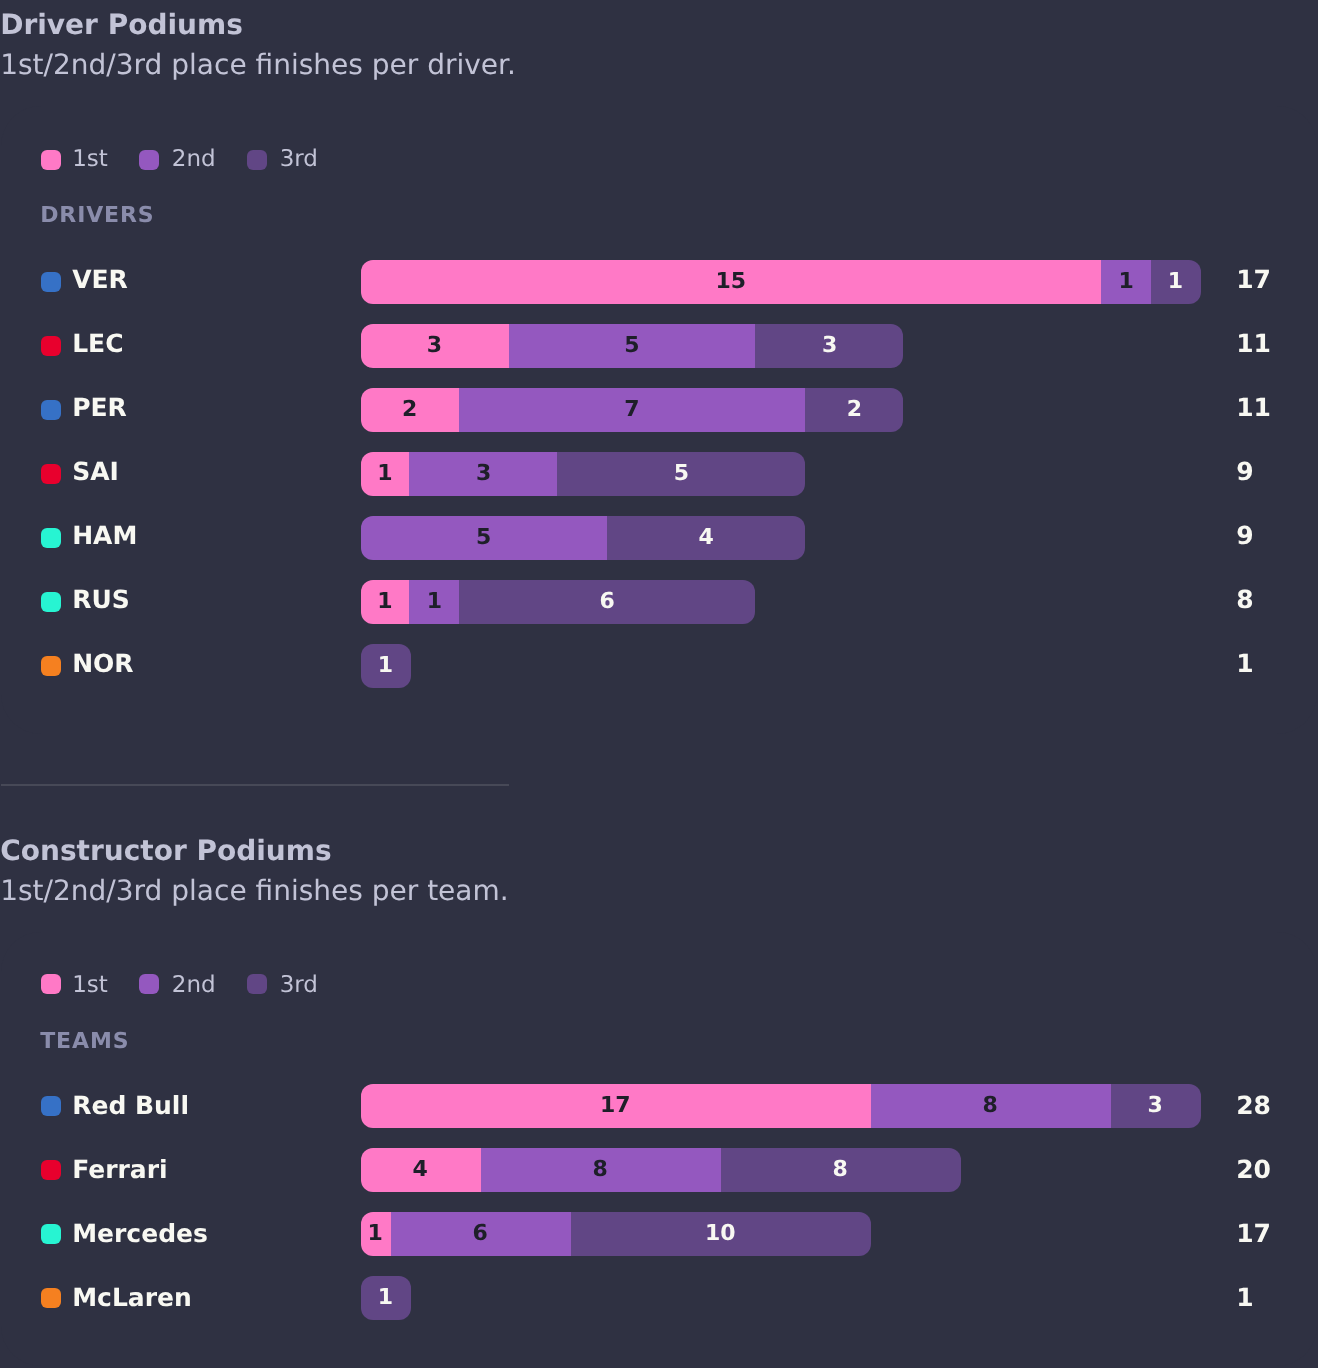 Driver Podiums
1st/2nd/3rd place finishes per driver.
1st 2nd 3rd
DRIVERS
VER 15 1 1 17
LEC 3 5 3 11
PER 2 7 2 11
SAI 1 3 5 9
HAM 5 4 9
RUS 1 1 6 8
NOR 1 1
Constructor Podiums
1st/2nd/3rd place finishes per team.
1st 2nd 3rd
TEAMS
Red Bull 17 8 3 28
Ferrari 4 8 8 20
Mercedes 1 6 10 17
McLaren 1 1